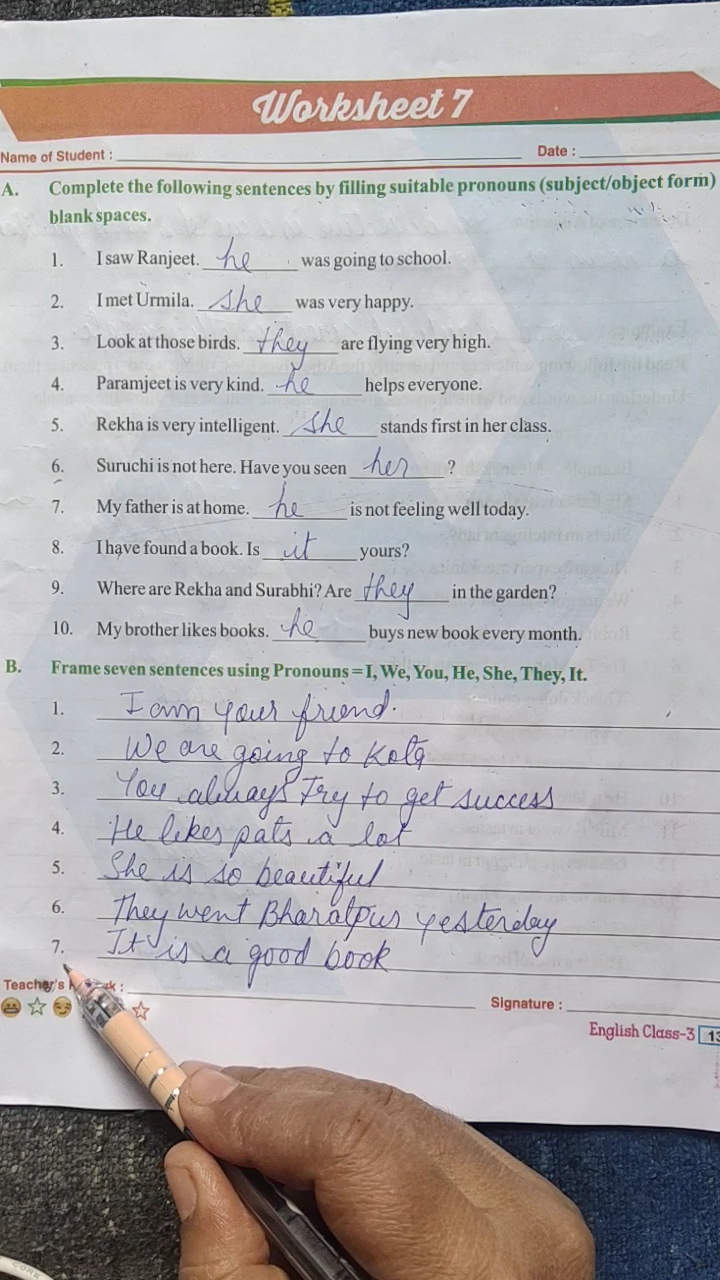 Worksheet 7
Name of Student : Date :
A. Complete the following sentences by filling suitable pronouns (subject/object form)
blank spaces.
1. I saw Ranjeet. he was going to school.
2. I met Urmila. she was very happy.
3. Look at those birds. they are flying very high.
4. Paramjeet is very kind. he helps everyone.
5. Rekha is very intelligent. she stands first in her class.
6. Suruchi is not here. Have you seen her ?
7. My father is at home. he is not feeling well today.
8. I have found a book. Is it yours?
9. Where are Rekha and Surabhi? Are they in the garden?
10. My brother likes books. he buys new book every month.
B. Frame seven sentences using Pronouns = I, We, You, He, She, They, It.
1. I am your friend.
2. We are going to Kota
3. You always Try to get success
4. He likes pats a lot
5. She is so beautiful
6. They went Bharatpur yesterday
7. It is a good book
Teacher's
Signature :
English Class-3 13